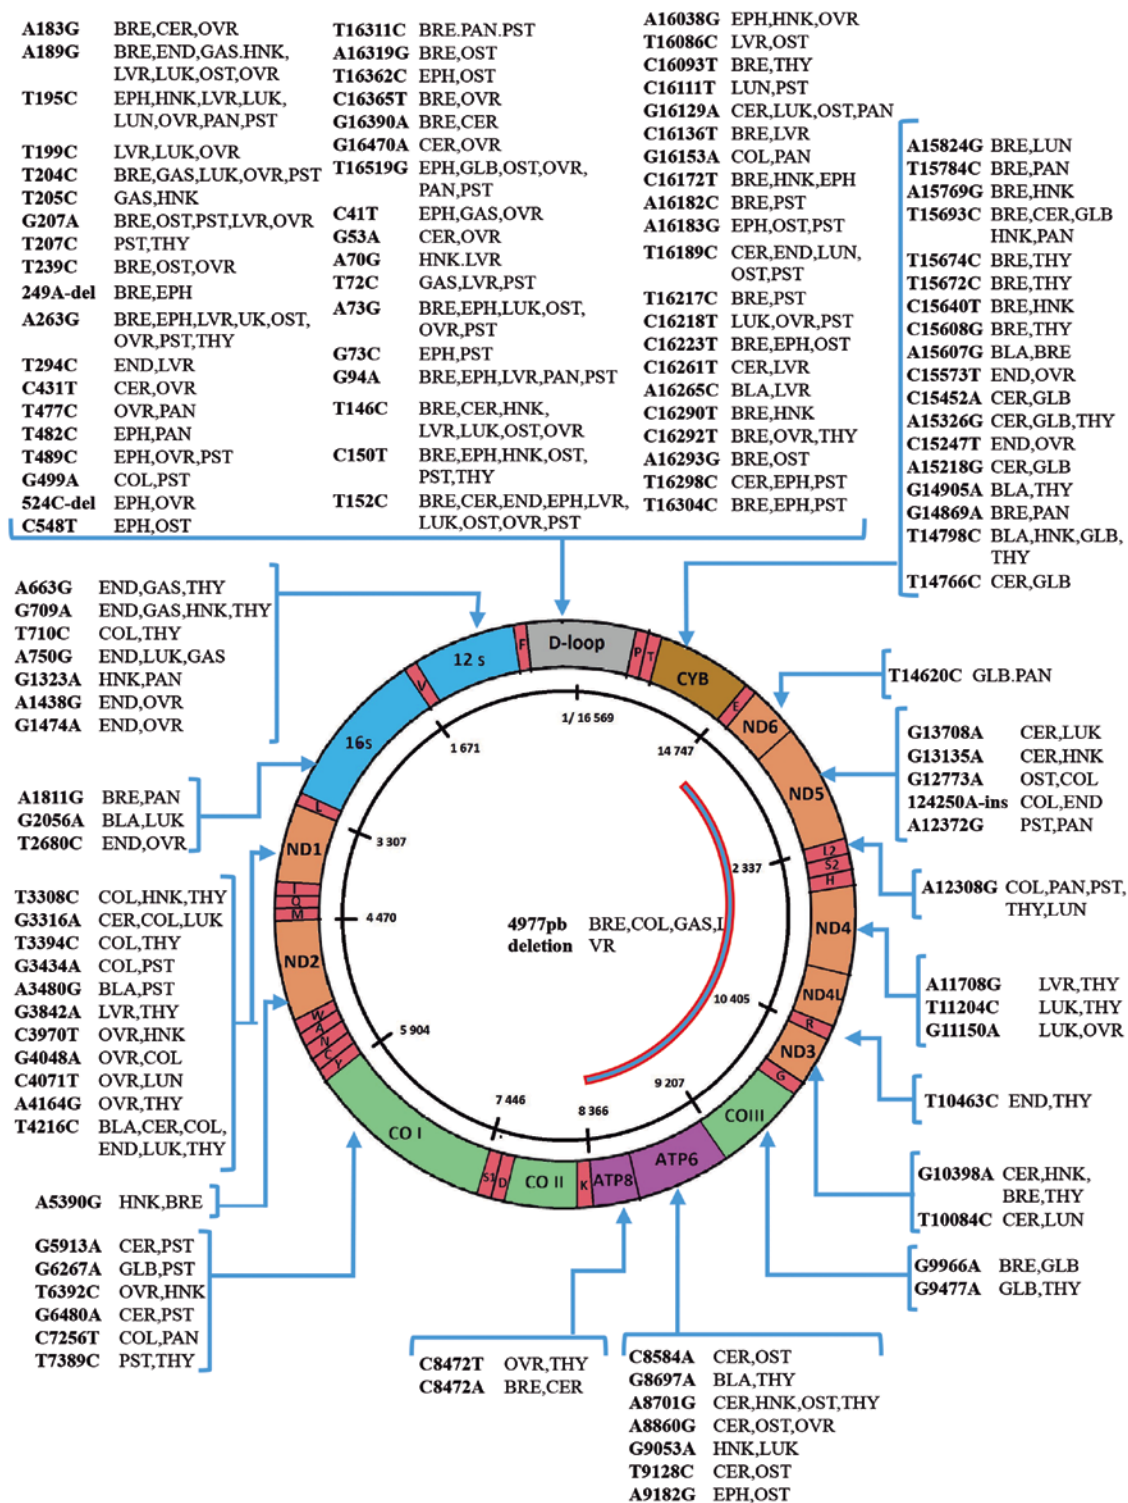 A183G BRE,CER,OVR
A189G BRE,END,GAS.HNK,
LVR,LUK,OST,OVR
T195C EPH,HNK,LVR,LUK,
LUN,OVR,PAN,PST
T199C LVR,LUK,OVR
T204C BRE,GAS,LUK,OVR,PST
T205C GAS,HNK
G207A BRE,OST,PST,LVR,OVR
T207C PST,THY
T239C BRE,OST,OVR
249A-del BRE,EPH
A263G BRE,EPH,LVR,UK,OST,
OVR,PST,THY
T294C END,LVR
C431T CER,OVR
T477C OVR,PAN
T482C EPH,PAN
T489C EPH,OVR,PST
G499A COL,PST
524C-del EPH,OVR
C548T EPH,OST
T16311C BRE.PAN.PST
A16319G BRE,OST
T16362C EPH,OST
C16365T BRE,OVR
G16390A BRE,CER
G16470A CER,OVR
T16519G EPH,GLB,OST,OVR,
PAN,PST
C41T EPH,GAS,OVR
G53A CER,OVR
A70G HNK.LVR
T72C GAS,LVR,PST
A73G BRE,EPH,LUK,OST,
OVR,PST
G73C EPH,PST
G94A BRE,EPH,LVR,PAN,PST
T146C BRE,CER,HNK,
LVR,LUK,OST,OVR
C150T BRE,EPH,HNK,OST,
PST,THY
T152C BRE,CER,END,EPH,LVR,
LUK,OST,OVR,PST
A16038G EPH,HNK,OVR
T16086C LVR,OST
C16093T BRE,THY
C16111T LUN,PST
G16129A CER,LUK,OST,PAN
C16136T BRE,LVR
G16153A COL,PAN
C16172T BRE,HNK,EPH
A16182C BRE,PST
A16183G EPH,OST,PST
T16189C CER,END,LUN,
OST,PST
T16217C BRE,PST
C16218T LUK,OVR,PST
C16223T BRE,EPH,OST
C16261T CER,LVR
A16265C BLA,LVR
C16290T BRE,HNK
C16292T BRE,OVR,THY
A16293G BRE,OST
T16298C CER,EPH,PST
T16304C BRE,EPH,PST
A15824G BRE,LUN
T15784C BRE,PAN
A15769G BRE,HNK
T15693C BRE,CER,GLB
HNK,PAN
T15674C BRE,THY
T15672C BRE,THY
C15640T BRE,HNK
C15608G BRE,THY
A15607G BLA,BRE
C15573T END,OVR
C15452A CER,GLB
A15326G CER,GLB,THY
C15247T END,OVR
A15218G CER,GLB
G14905A BLA,THY
G14869A BRE,PAN
T14798C BLA,HNK,GLB,
THY
T14766C CER,GLB
A663G END,GAS,THY
G709A END,GAS,HNK,THY
T710C COL,THY
A750G END,LUK,GAS
G1323A HNK,PAN
A1438G END,OVR
G1474A END,OVR
A1811G BRE,PAN
G2056A BLA,LUK
T2680C END,OVR
T3308C COL,HNK,THY
G3316A CER,COL,LUK
T3394C COL,THY
G3434A COL,PST
A3480G BLA,PST
G3842A LVR,THY
C3970T OVR,HNK
G4048A OVR,COL
C4071T OVR,LUN
A4164G OVR,THY
T4216C BLA,CER,COL,
END,LUK,THY
A5390G HNK,BRE
G5913A CER,PST
G6267A GLB,PST
T6392C OVR,HNK
G6480A CER,PST
C7256T COL,PAN
T7389C PST,THY
D-loop
P
T
CYB
E
ND6
ND5
L2
S2
H
ND4
ND4L
R
ND3
G
COIII
ATP6
ATP8
K
CO II
D
S1
CO I
Y
C
N
A
W
ND2
M
Q
I
ND1
L
16s
V
12 s
F
1/ 16 569
14 747
2 337
10 405
9 207
8 366
7 446
5 904
4 470
3 307
1 671
4977pb BRE,COL,GAS,L
deletion VR
T14620C GLB.PAN
G13708A CER,LUK
G13135A CER,HNK
G12773A OST,COL
124250A-ins COL,END
A12372G PST,PAN
A12308G COL,PAN,PST,
THY,LUN
A11708G LVR,THY
T11204C LUK,THY
G11150A LUK,OVR
T10463C END,THY
G10398A CER,HNK,
BRE,THY
T10084C CER,LUN
G9966A BRE,GLB
G9477A GLB,THY
C8472T OVR,THY
C8472A BRE,CER
C8584A CER,OST
G8697A BLA,THY
A8701G CER,HNK,OST,THY
A8860G CER,OST,OVR
G9053A HNK,LUK
T9128C CER,OST
A9182G EPH,OST